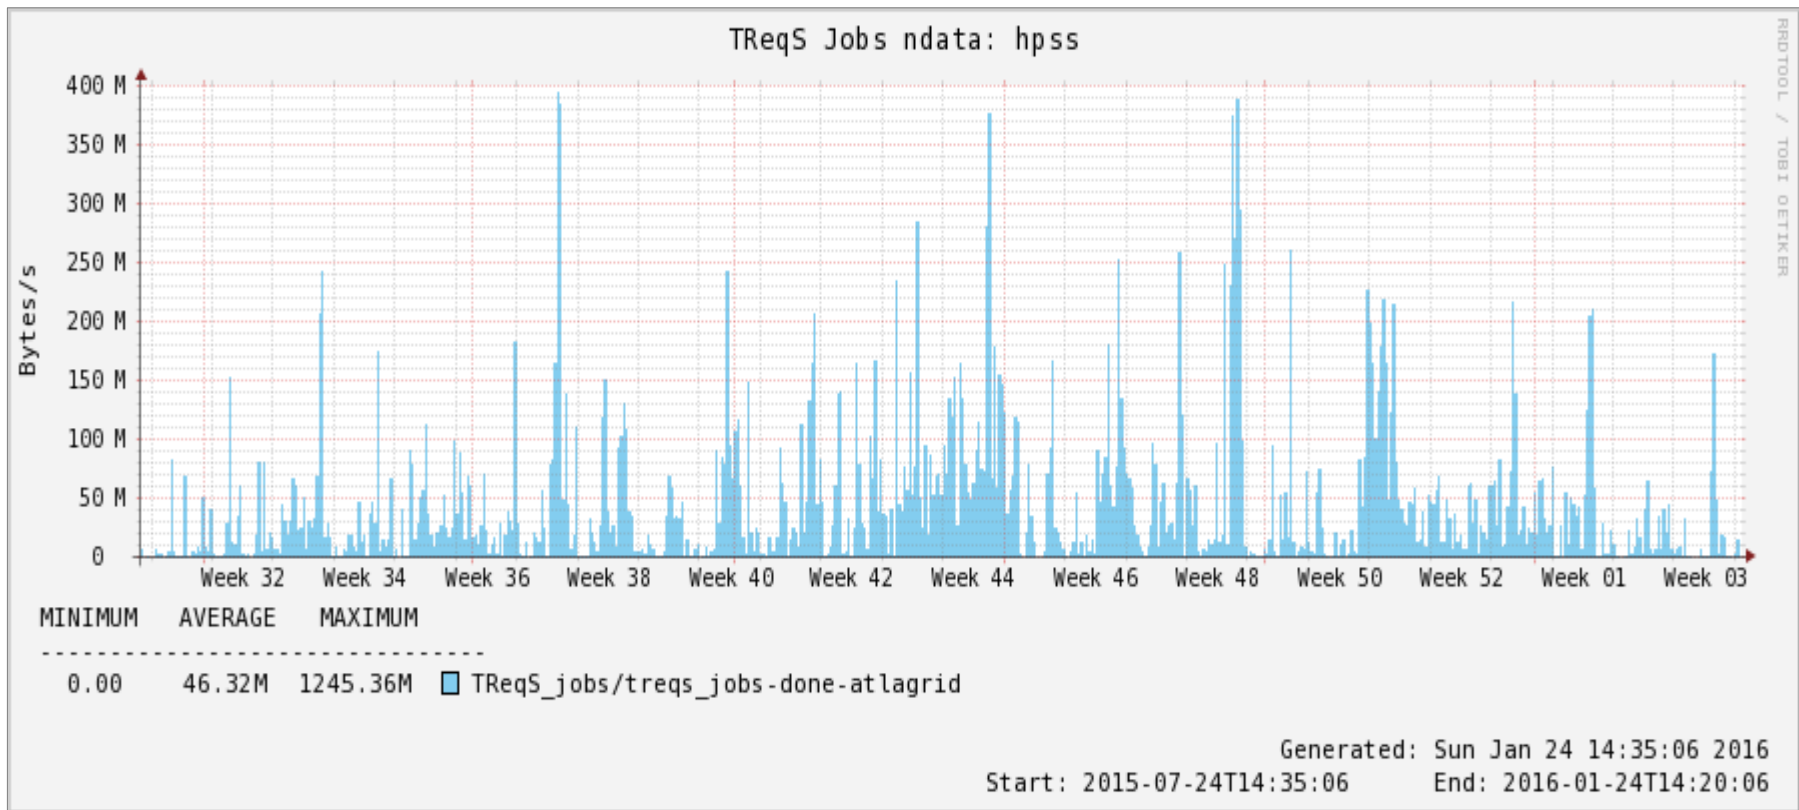 TReqS Jobs ndata: hpss
RRDTOOL / TOBI OETIKER
Bytes/s
400 M
350 M
300 M
250 M
200 M
150 M
100 M
50 M
0
Week 32 Week 34 Week 36 Week 38 Week 40 Week 42 Week 44 Week 46 Week 48 Week 50 Week 52 Week 01 Week 03
MINIMUM AVERAGE MAXIMUM
--------------------------------
0.00 46.32M 1245.36M TReqS_jobs/treqs_jobs-done-atlagrid
Generated: Sun Jan 24 14:35:06 2016
Start: 2015-07-24T14:35:06 End: 2016-01-24T14:20:06